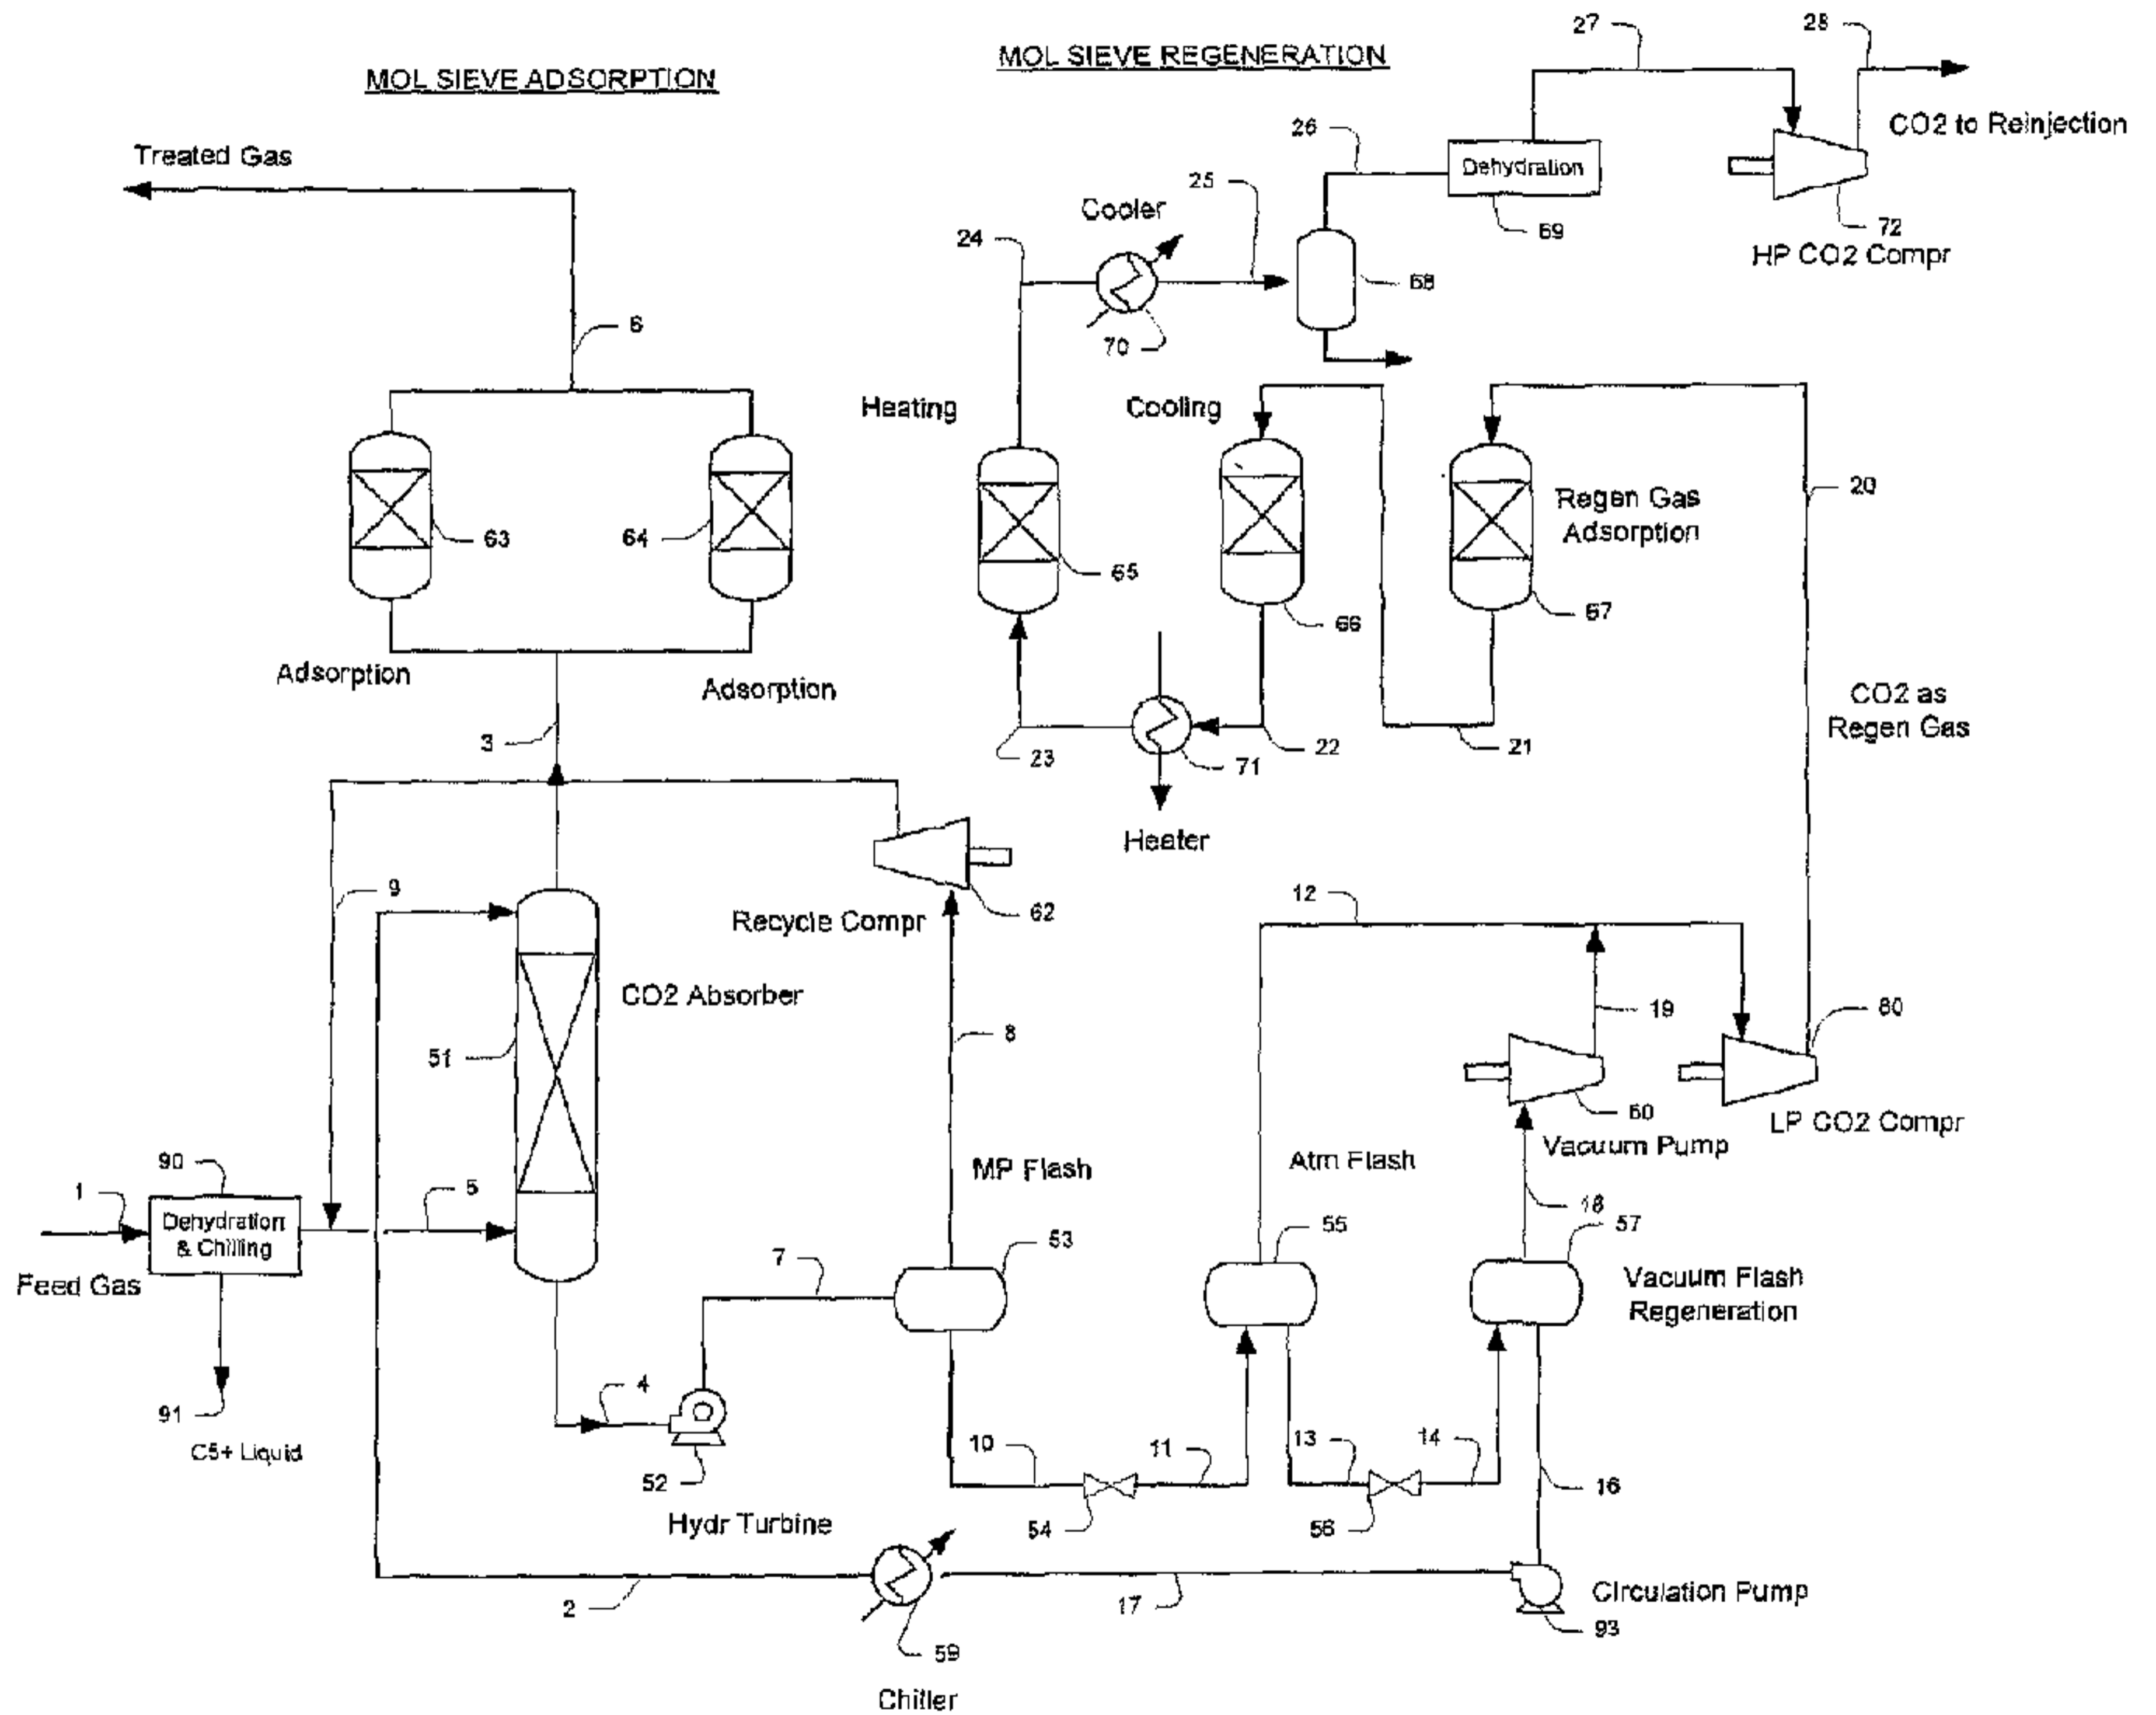 MOL SIEVE ADSORPTION
MOL SIEVE REGENERATION
27
28
CO2 to Reinjection
Treated Gas
26
Dehydration
25
Cooler
69
72
HP CO2 Compr
24
68
6
70
Heating
Cooling
20
Regen Gas
Adsorption
63
64
65
66
67
Adsorption
Adsorption
CO2 as
Regen Gas
3
23
71
22
21
Heater
9
12
Recycle Compr
62
CO2 Absorber
8
19
80
51
60
LP CO2 Compr
Vacuum Pump
90
MP Flash
Atm Flash
1
5
18
Dehydration
& Chilling
7
53
55
57
Feed Gas
Vacuum Flash
Regeneration
4
91
C5+ Liquid
10
11
13
14
52
16
Hydr Turbine
54
56
2
17
Circulation Pump
59
93
Chiller